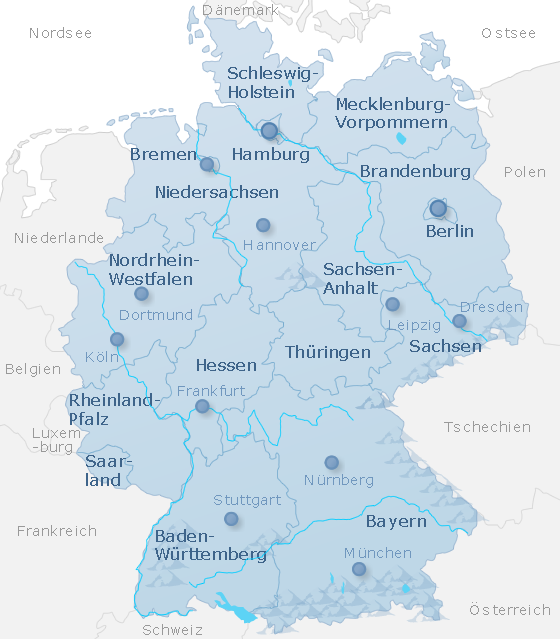 Dänemark
Nordsee
Ostsee
Schleswig-
Holstein
Mecklenburg-
Vorpommern
Bremen
Hamburg
Brandenburg
Polen
Niedersachsen
Berlin
Niederlande
Hannover
Nordrhein-
Westfalen
Sachsen-
Anhalt
Dortmund
Dresden
Leipzig
Köln
Sachsen
Thüringen
Hessen
Belgien
Frankfurt
Rheinland-
Pfalz
Tschechien
Luxem
-burg
Saar-
land
Nürnberg
Stuttgart
Bayern
Frankreich
Baden-
Württemberg
München
Österreich
Schweiz